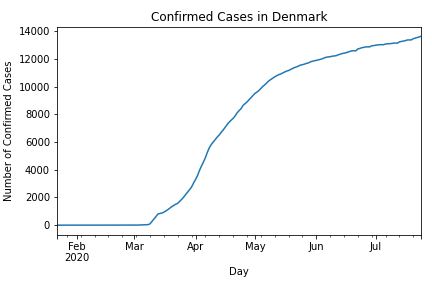 Confirmed Cases in Denmark
Number of Confirmed Cases
14000
12000
10000
8000
6000
4000
2000
0
Feb Mar Apr May Jun Jul
2020
Day